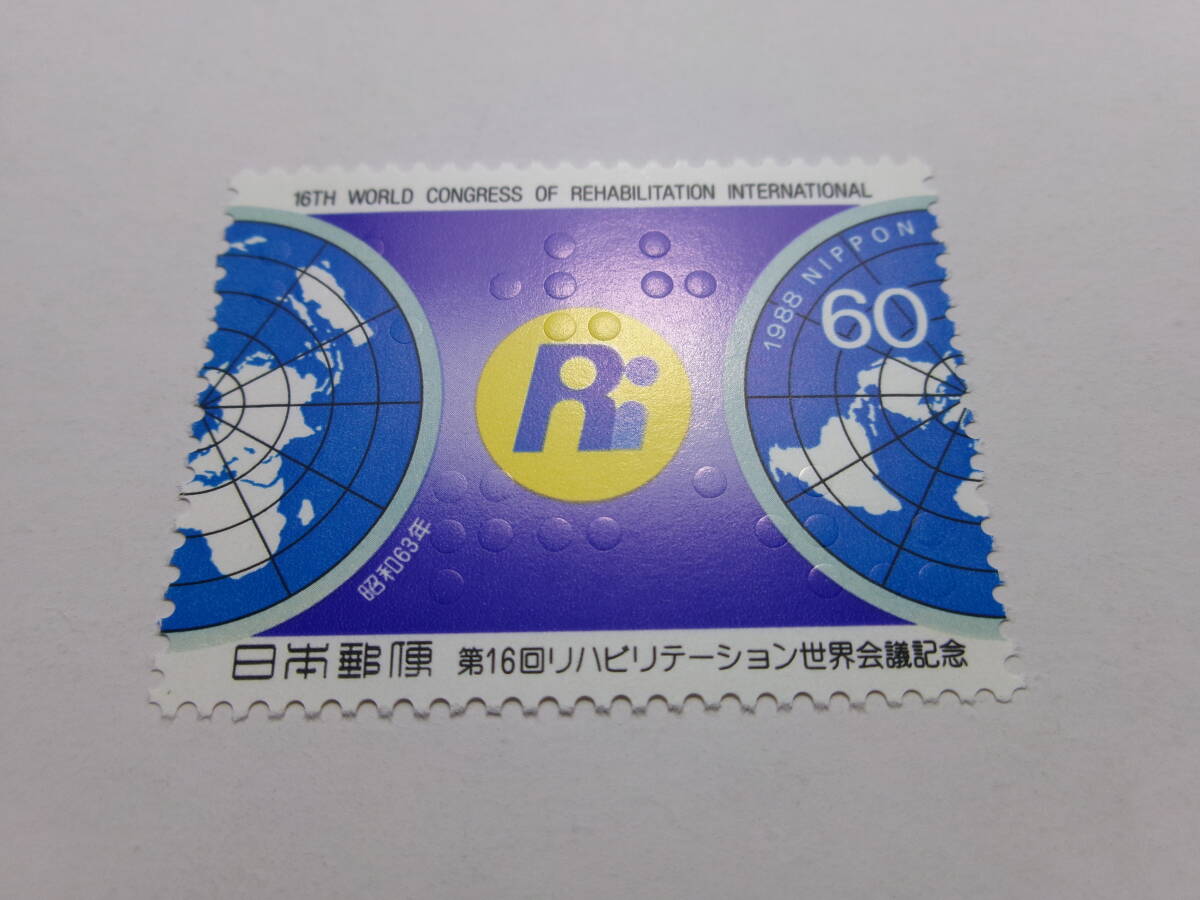 16TH WORLD CONGRESS OF REHABILITATION INTERNATIONAL
1988 NIPPON
60
Ri
昭和63年
日本郵便 第16回リハビリテーション世界会議記念